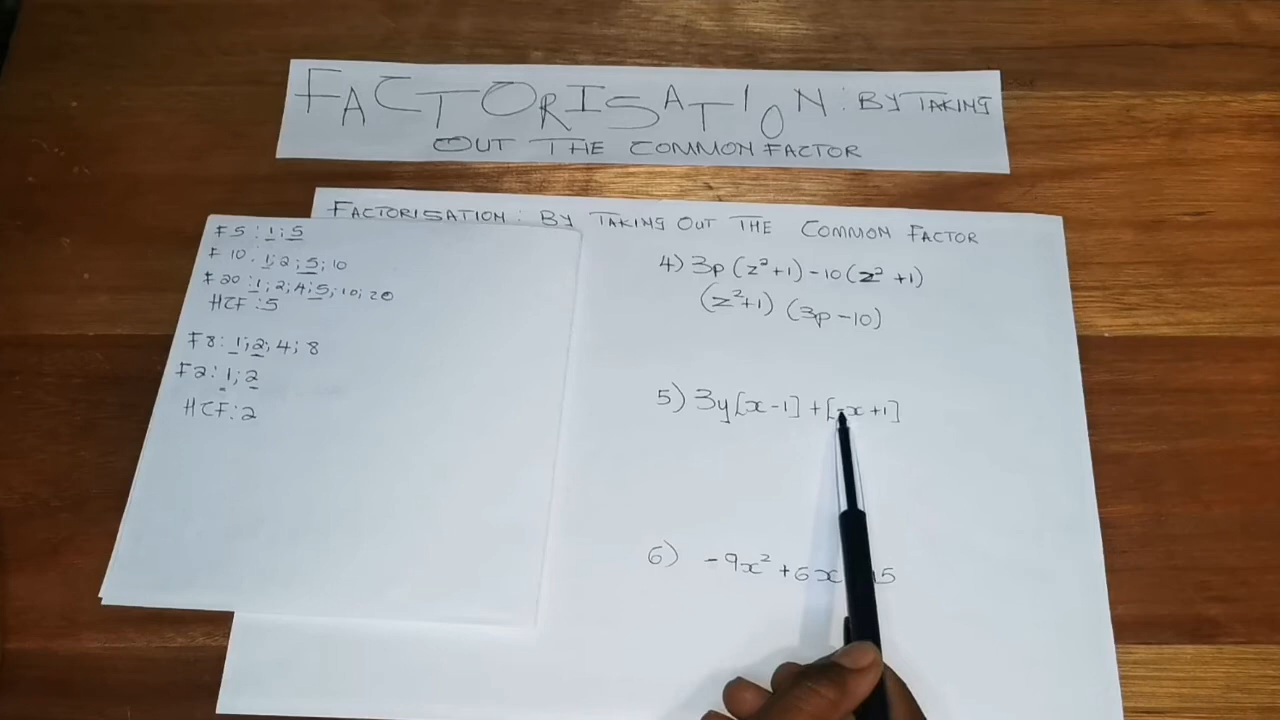 FACTORISATION: BY TAKING
OUT THE COMMON FACTOR
FACTORISATION: BY TAKING OUT THE COMMON FACTOR
F5: 1; 5
F10: 1; 2; 5; 10
F20: 1; 2; 4; 5; 10; 20
HCF: 5
F8: 1; 2; 4; 8
F2: 1; 2
HCF: 2
4) 3p(z²+1)-10(z²+1)
(z²+1)(3p-10)
5) 3y[x-1]+[-x+1]
6) -9x²+6x 15